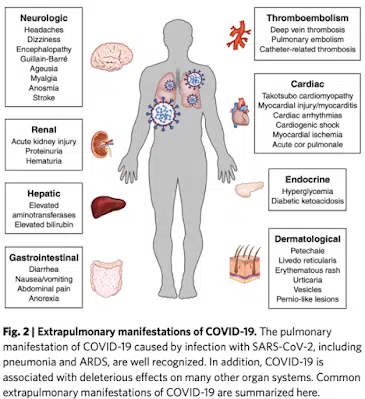 Neurologic
Headaches
Dizziness
Encephalopathy
Guillain-Barré
Ageusia
Myalgia
Anosmia
Stroke
Renal
Acute kidney injury
Proteinuria
Hematuria
Hepatic
Elevated
aminotransferases
Elevated bilirubin
Gastrointestinal
Diarrhea
Nausea/vomiting
Abdominal pain
Anorexia
Thromboembolism
Deep vein thrombosis
Pulmonary embolism
Catheter-related thrombosis
Cardiac
Takotsubo cardiomyopathy
Myocardial injury/myocarditis
Cardiac arrhythmias
Cardiogenic shock
Myocardial ischemia
Acute cor pulmonale
Endocrine
Hyperglycemia
Diabetic ketoacidosis
Dermatological
Petechiae
Livedo reticularis
Erythematous rash
Urticaria
Vesicles
Pernio-like lesions
Fig. 2 | Extrapulmonary manifestations of COVID-19. The pulmonary
manifestation of COVID-19 caused by infection with SARS-CoV-2, including
pneumonia and ARDS, are well recognized. In addition, COVID-19 is
associated with deleterious effects on many other organ systems. Common
extrapulmonary manifestations of COVID-19 are summarized here.